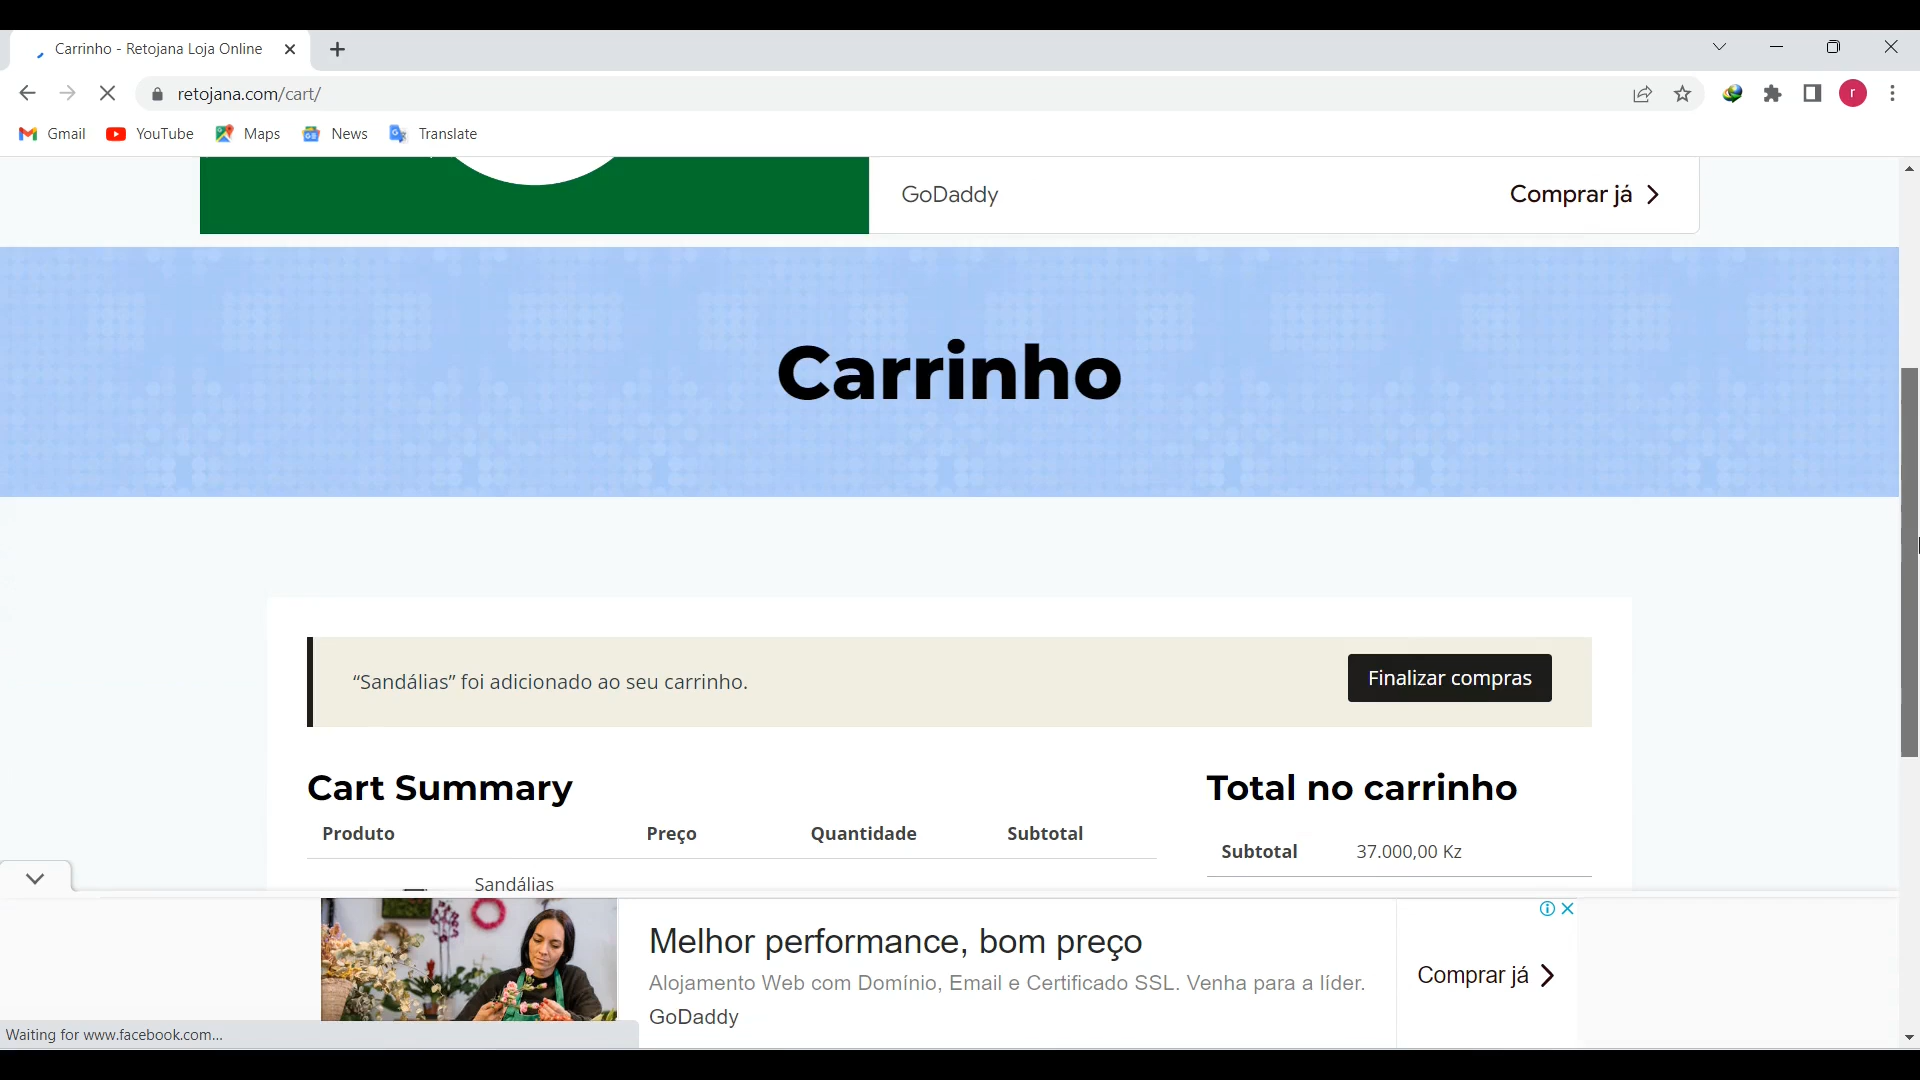 Carrinho - Retojana Loja Online
retojana.com/cart/
r
Gmail
YouTube
Maps
News
Translate
GoDaddy
Comprar já
Carrinho
“Sandálias” foi adicionado ao seu carrinho.
Finalizar compras
Cart Summary
Produto Preço Quantidade Subtotal
Sandálias
Total no carrinho
Subtotal 37.000,00 Kz
Melhor performance, bom preço
Alojamento Web com Domínio, Email e Certificado SSL. Venha para a líder.
GoDaddy
Comprar já
Waiting for www.facebook.com...